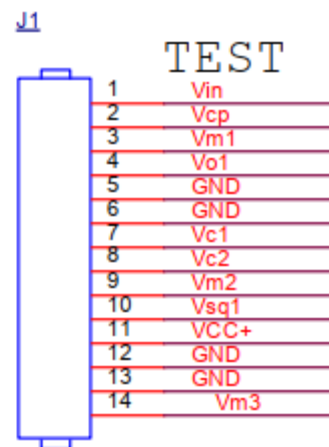 J1
TEST
1 Vin
2 Vcp
3 Vm1
4 Vo1
5 GND
6 GND
7 Vc1
8 Vc2
9 Vm2
10 Vsq1
11 VCC+
12 GND
13 GND
14 Vm3